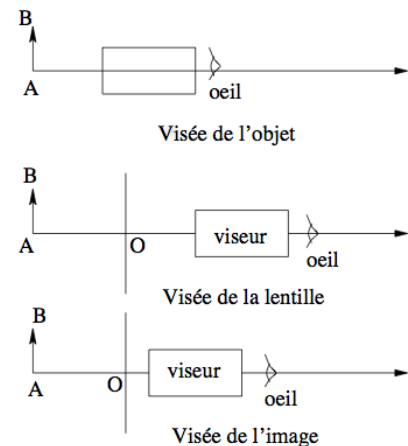 B
A
oeil
Visée de l'objet
B
A
O
viseur
oeil
Visée de la lentille
B
A
O
viseur
oeil
Visée de l'image